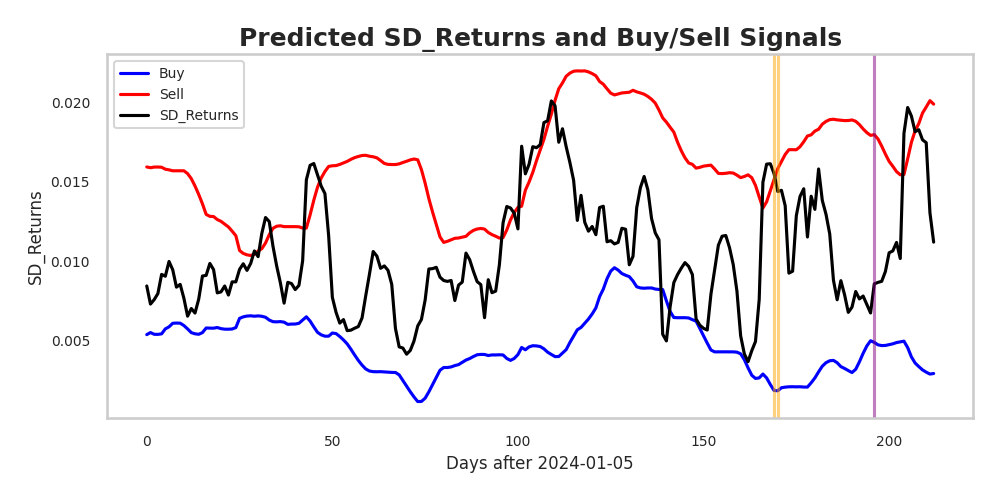 Predicted SD_Returns and Buy/Sell Signals
Buy
Sell
SD_Returns
0.020
0.015
0.010
0.005
SD_Returns
0 50 100 150 200
Days after 2024-01-05